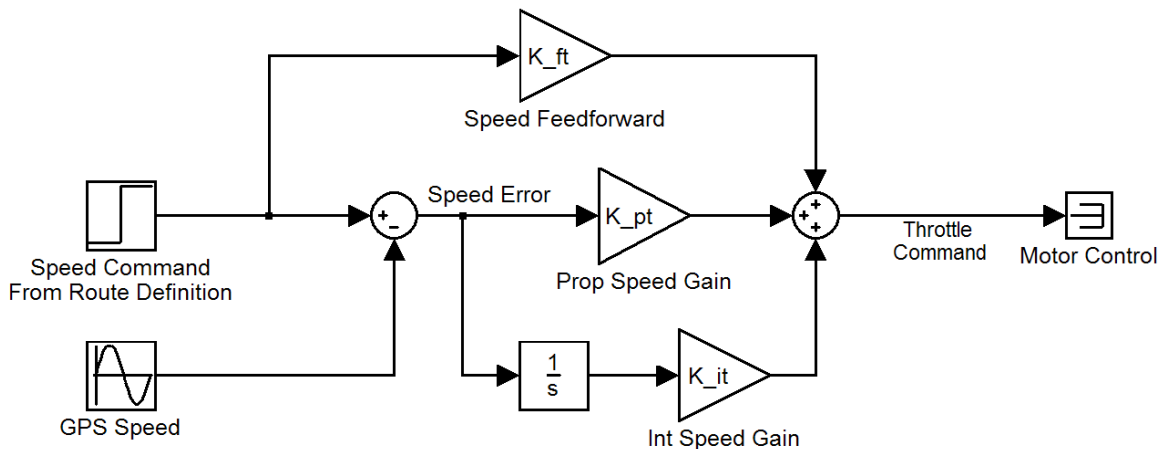 K_ft
Speed Feedforward
Speed Error
+
−
K_pt
Prop Speed Gain
+
+
+
Throttle
Command
Motor Control
Speed Command
From Route Definition
GPS Speed
1
s
K_it
Int Speed Gain